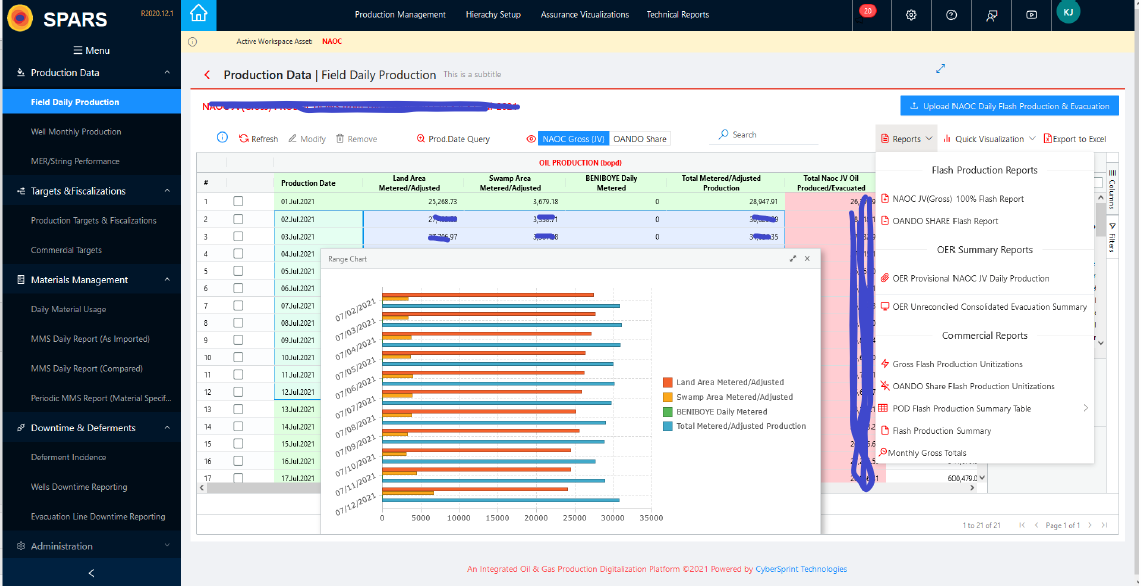 SPARS
R2020.12.1
Production Management
Hierachy Setup
Assurance Vizualizations
Technical Reports
20
KJ
Menu
Active Workspace Asset: NAOC
Production Data
Production Data | Field Daily Production
This is a subtitle
Field Daily Production
Upload NAOC Daily Flash Production & Evacuation
Well Monthly Production
Refresh
Modify
Remove
Prod.Date Query
NAOC Gross (JV)
OANDO Share
Search
Reports
Quick Visualization
Export to Excel
MER/String Performance
OIL PRODUCTION (bopd)
Flash Production Reports
#
Production Date
Land Area
Metered/Adjusted
Swamp Area
Metered/Adjusted
BENIBOYE Daily
Metered
Total Metered/Adjusted
Production
Total Naoc JV Oil
Produced/Evacuated
Columns
Filters
Targets &Fiscalizations
Production Targets & Fiscalizations
Commercial Targets
Materials Management
Daily Material Usage
MMS Daily Report (As Imported)
MMS Daily Report (Compared)
Periodic MMS Report (Material Specif...
Downtime & Deferments
Deferment Incidence
Wells Downtime Reporting
Evacuation Line Downtime Reporting
Administration
1 01.Jul.2021 25,268.73 3,679.18 0 28,947.91
2 02.Jul.2021 0
3 03.Jul.2021 0
4 04.Jul.2021
5 05.Jul.2021
6 06.Jul.2021
7 07.Jul.2021
8 08.Jul.2021
9 09.Jul.2021
10 10.Jul.2021
11 11.Jul.2021
12 12.Jul.2021
13 13.Jul.2021
14 14.Jul.2021
15 15.Jul.2021
16 16.Jul.2021
17 17.Jul.2021
600,479.0
NAOC JV(Gross) 100% Flash Report
OANDO SHARE Flash Report
OER Summary Reports
OER Provisional NAOC JV Daily Production
OER Unreconciled Consolidated Evacuation Summary
Commercial Reports
Gross Flash Production Unitizations
OANDO Share Flash Production Unitizations
POD Flash Production Summary Table
Flash Production Summary
Monthly Gross Totals
Range Chart
07/02/2021
07/03/2021
07/04/2021
07/05/2021
07/06/2021
07/07/2021
07/08/2021
07/09/2021
07/10/2021
07/11/2021
07/12/2021
0 5000 10000 15000 20000 25000 30000 35000
Land Area Metered/Adjusted
Swamp Area Metered/Adjusted
BENIBOYE Daily Metered
Total Metered/Adjusted Production
1 to 21 of 21
Page 1 of 1
An Integrated Oil & Gas Production Digitalization Platform ©2021 Powered by CyberSprint Technologies